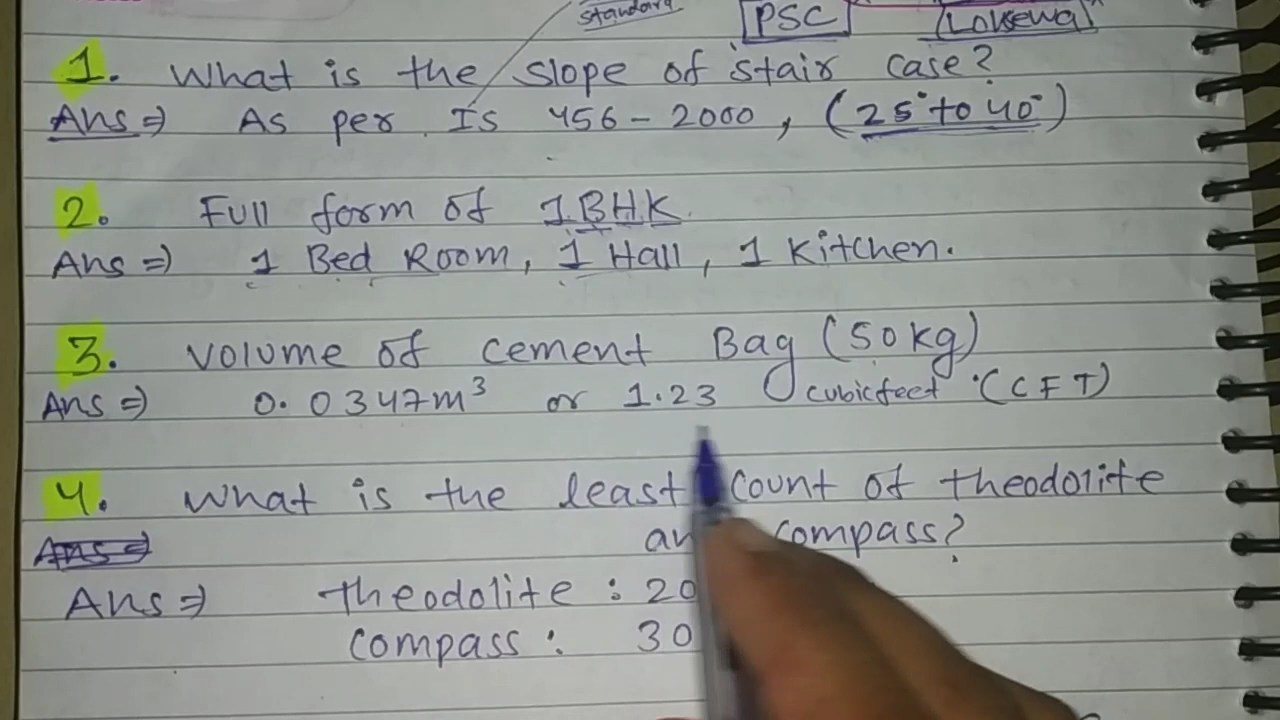 standard PSC Loksewa
1. What is the slope of stair case?
Ans ⇒ As per Is 456-2000, (25° to 40°)
2. Full form of 1BHK.
Ans ⇒ 1 Bed Room, 1 Hall, 1 Kitchen.
3. Volume of cement Bag (50kg)
Ans ⇒ 0.0347m³ or 1.23 cubicfeet (CFT)
4. What is the least count of theodolite
compass?
Ans ⇒
Ans ⇒ theodolite : 20
compass : 30